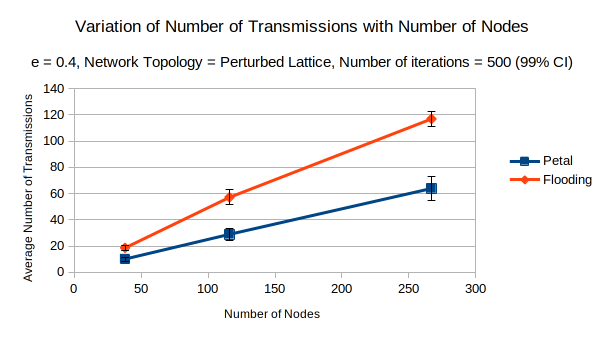 Variation of Number of Transmissions with Number of Nodes
e = 0.4, Network Topology = Perturbed Lattice, Number of iterations = 500 (99% CI)
Average Number of Transmissions
140
120
100
80
60
40
20
0
0 50 100 150 200 250 300
Number of Nodes
Petal
Flooding